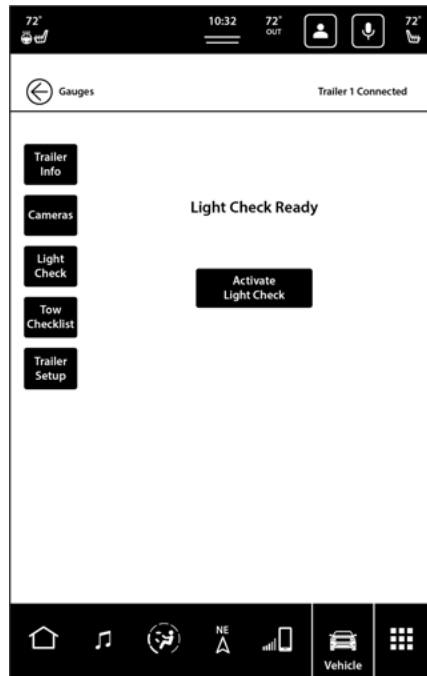 72°
10:32
72°
OUT
72°
Gauges
Trailer 1 Connected
Trailer
Info
Cameras
Light
Check
Tow
Checklist
Trailer
Setup
Light Check Ready
Activate
Light Check
NE
Vehicle